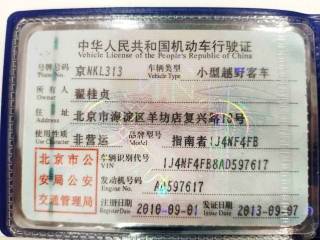 中华人民共和国机动车行驶证
Vehicle License of the People's Republic of China
号牌号码 京NKL313 车辆类型 小型越野客车
Plate No. Vehicle Type
所有人 翟桂贞
Owner
住址 北京市海淀区羊坊店复兴路18号
Address
使用性质 非营运 品牌型号 指南者1J4NF4FB
Use Character Model
北京市公 车辆识别代号 1J4NF4FB8AD597617
VIN
安局公安 发动机号码 AD597617
Engine No.
交通管理局 注册日期 2010-09-01 发证日期 2013-09-07
Register Date Issue Date